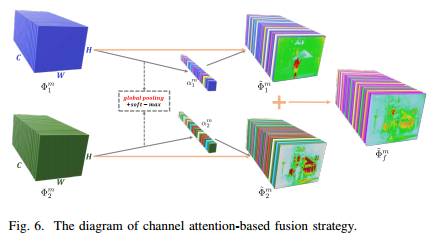 C
H
W
Φ₁ᵐ
α₁ᵐ
Φ̃₁ᵐ
global pooling
+soft−max
+
Φ̃_fᵐ
C
H
W
Φ₂ᵐ
α₂ᵐ
Φ̃₂ᵐ
Fig. 6. The diagram of channel attention-based fusion strategy.